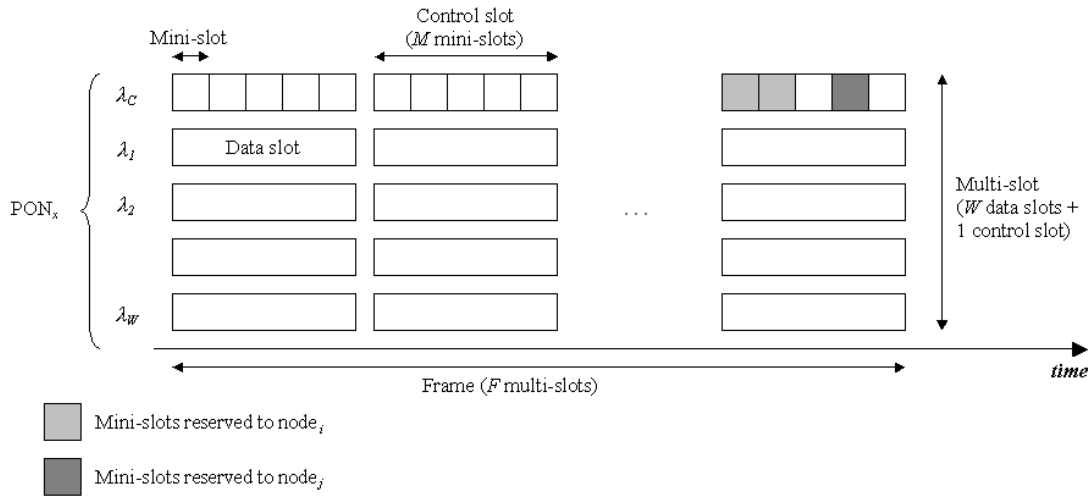 Control slot
(M mini-slots)
Mini-slot
λC
λ1
Data slot
λ2
PONx
...
Multi-slot
(W data slots +
1 control slot)
λW
time
Frame (F multi-slots)
Mini-slots reserved to nodei
Mini-slots reserved to nodej